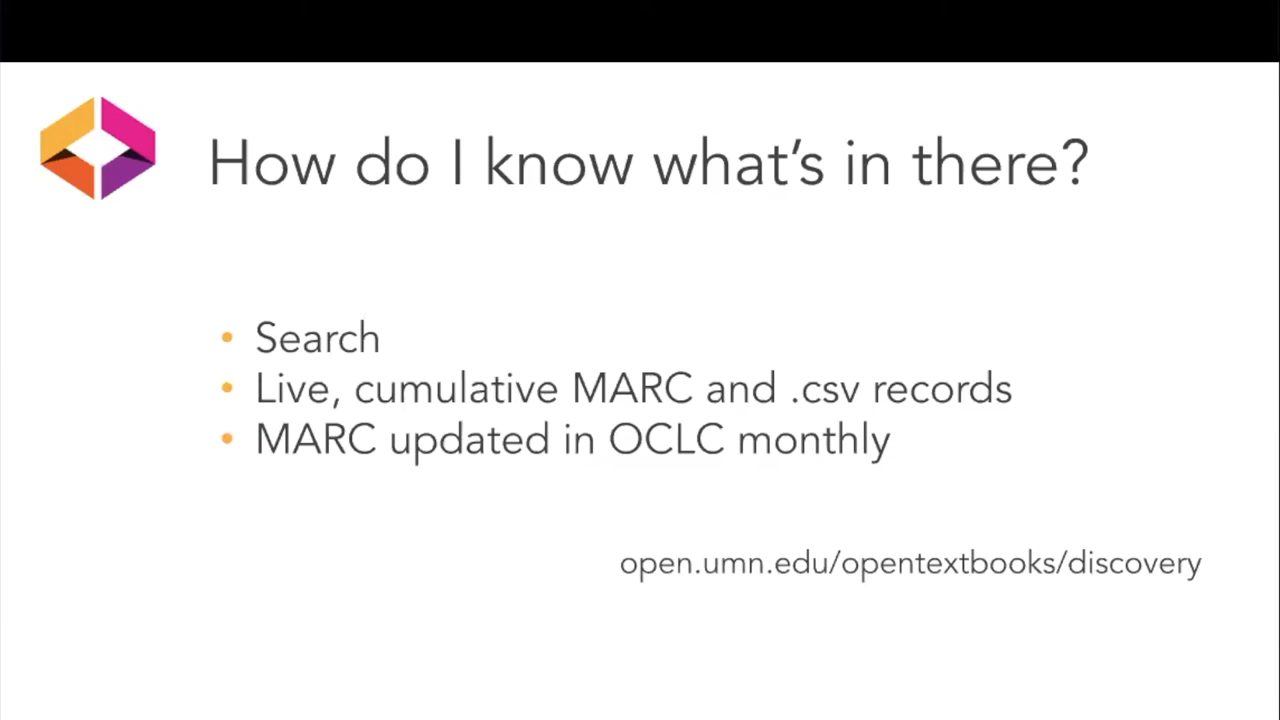 How do I know what's in there?
• Search
• Live, cumulative MARC and .csv records
• MARC updated in OCLC monthly
open.umn.edu/opentextbooks/discovery